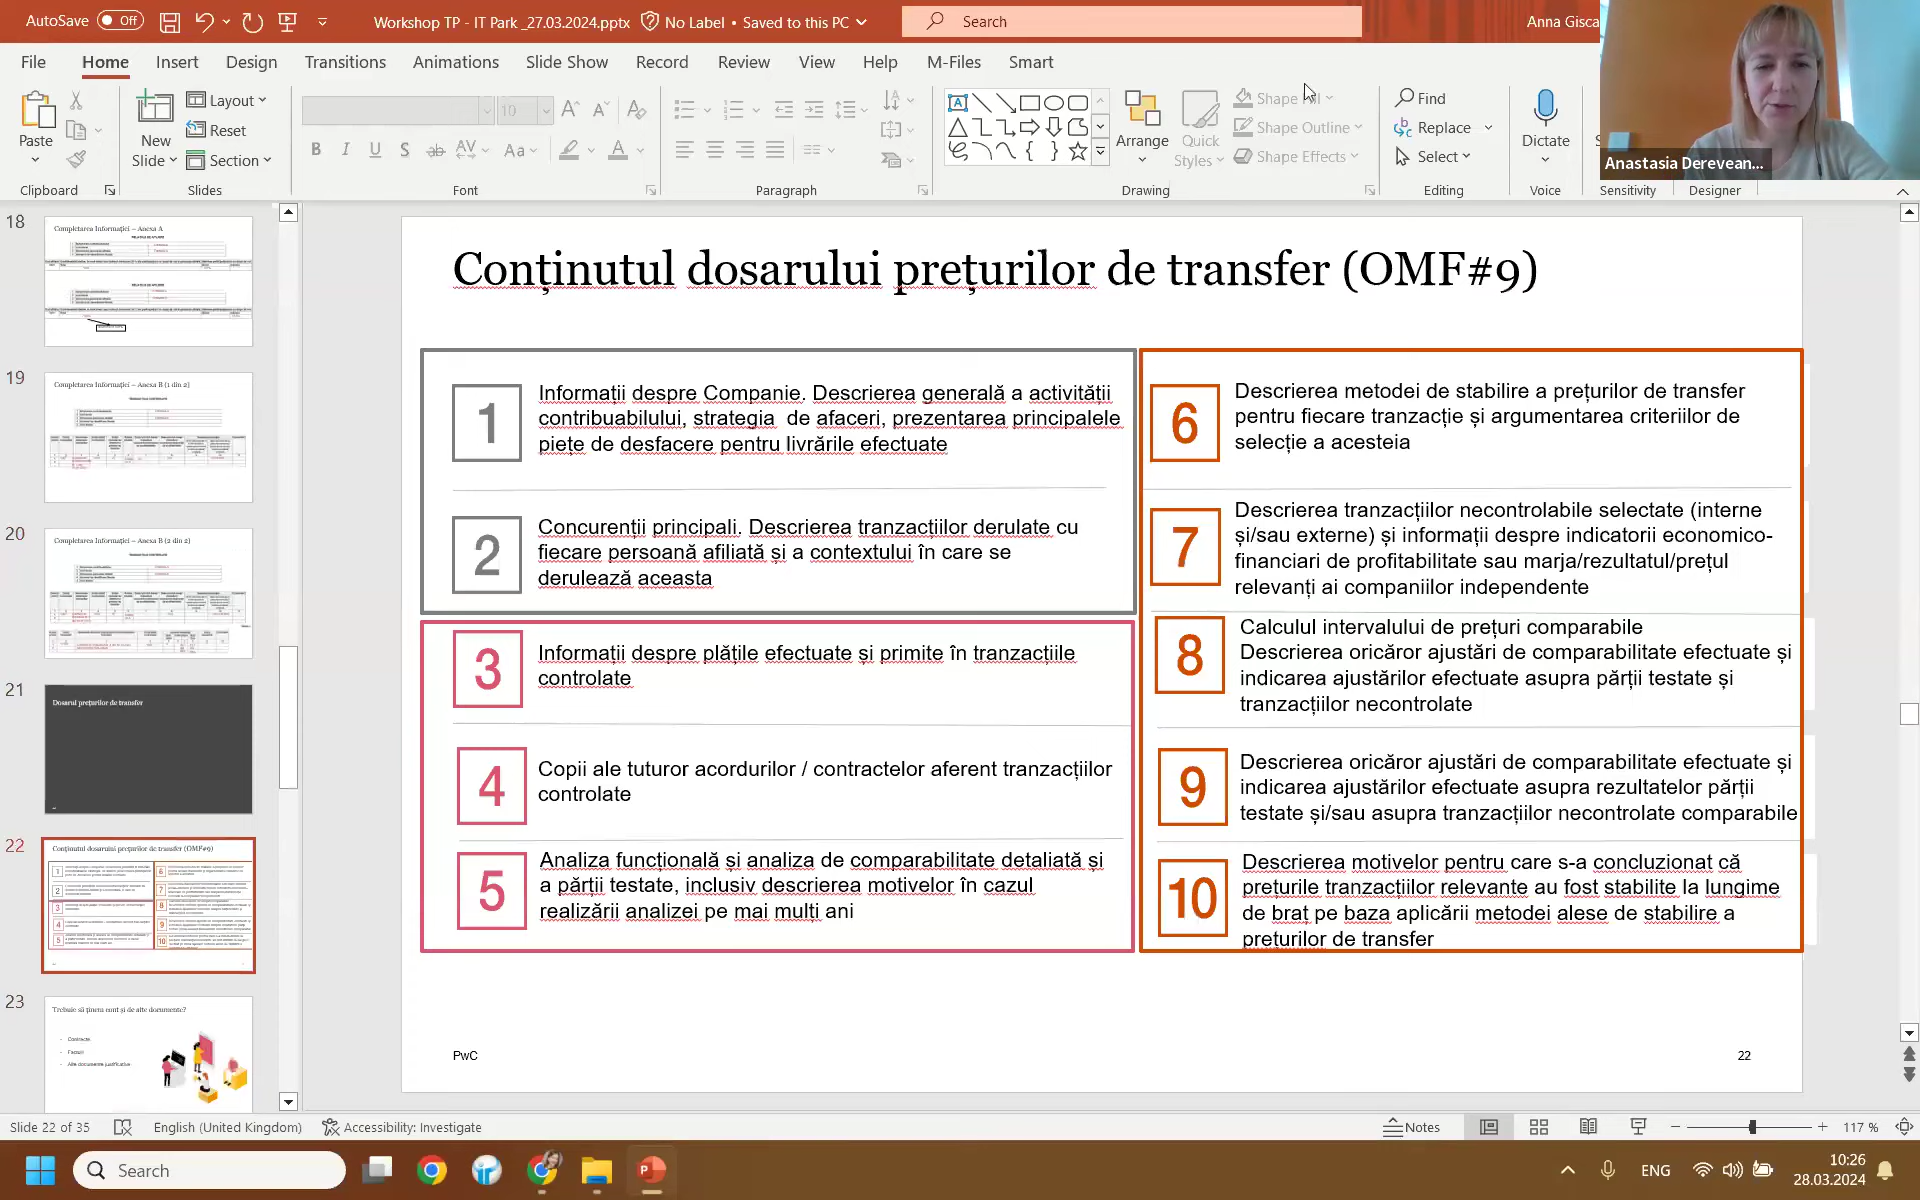 AutoSave Off
Workshop TP - IT Park _27.03.2024.pptx No Label • Saved to this PC
Search
Anna Gisca
File Home Insert Design Transitions Animations Slide Show Record Review View Help M-Files Smart
Paste
Clipboard
New Slide
Layout
Reset
Section
Slides
10
Font
Paragraph
Arrange
Quick Styles
Shape Fill
Shape Outline
Shape Effects
Drawing
Find
Replace
Select
Editing
Dictate
Voice
Sensitivity
Designer
Anastasia Derevean...
18
Completarea Informației – Anexa A
19
Completarea Informației – Anexa B (1 din 2)
20
Completarea Informației – Anexa B (2 din 2)
21
Dosarul prețurilor de transfer
22
Conținutul dosarului prețurilor de transfer (OMF#9)
23
Trebuie să ținem cont și de alte documente?
- Contracte
- Facturi
- Alte documente justificative
Conținutul dosarului prețurilor de transfer (OMF#9)
1
Informații despre Companie. Descrierea generală a activității
contribuabilului, strategia de afaceri, prezentarea principalele
piețe de desfacere pentru livrările efectuate
2
Concurenții principali. Descrierea tranzacțiilor derulate cu
fiecare persoană afiliată și a contextului în care se
derulează aceasta
3
Informații despre plățile efectuate și primite în tranzacțiile
controlate
4
Copii ale tuturor acordurilor / contractelor aferent tranzacțiilor
controlate
5
Analiza funcțională și analiza de comparabilitate detaliată și
a părții testate, inclusiv descrierea motivelor în cazul
realizării analizei pe mai mulți ani
6
Descrierea metodei de stabilire a prețurilor de transfer
pentru fiecare tranzacție și argumentarea criteriilor de
selecție a acesteia
7
Descrierea tranzacțiilor necontrolabile selectate (interne
și/sau externe) și informații despre indicatorii economico-
financiari de profitabilitate sau marja/rezultatul/prețul
relevanți ai companiilor independente
8
Calculul intervalului de prețuri comparabile
Descrierea oricăror ajustări de comparabilitate efectuate și
indicarea ajustărilor efectuate asupra părții testate și
tranzacțiilor necontrolate
9
Descrierea oricăror ajustări de comparabilitate efectuate și
indicarea ajustărilor efectuate asupra rezultatelor părții
testate și/sau asupra tranzacțiilor necontrolate comparabile
10
Descrierea motivelor pentru care s-a concluzionat că
prețurile tranzacțiilor relevante au fost stabilite la lungime
de braț pe baza aplicării metodei alese de stabilire a
prețurilor de transfer
PwC
22
Slide 22 of 35 English (United Kingdom) Accessibility: Investigate
Notes
117 %
Search
ENG
10:26
28.03.2024